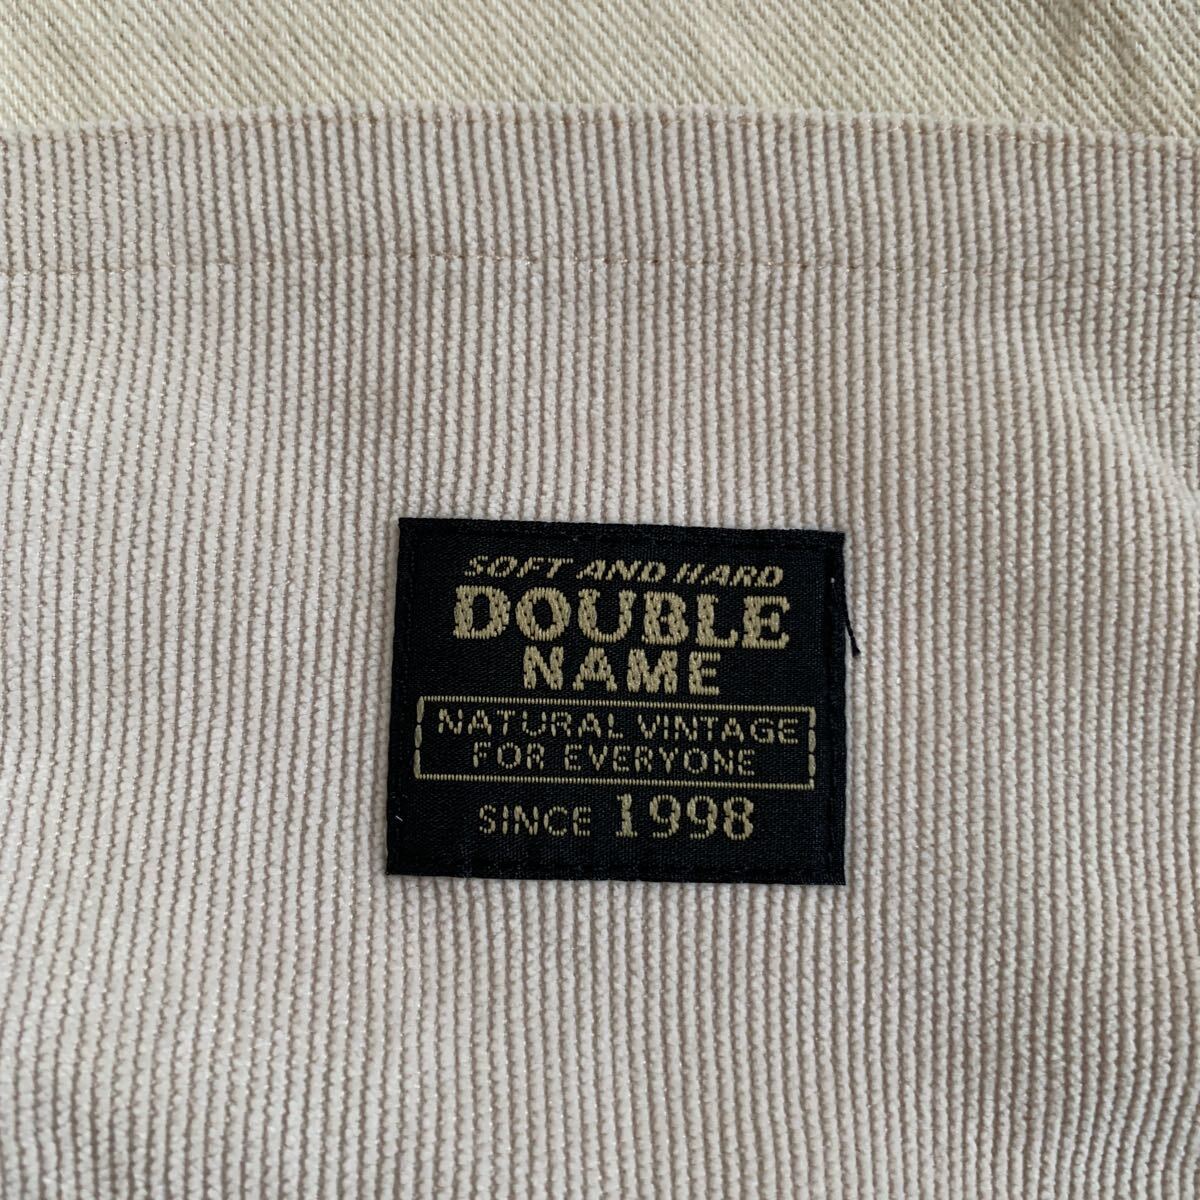 SOFT AND HARD
DOUBLE
NAME
NATURAL VINTAGE
FOR EVERYONE
SINCE 1998